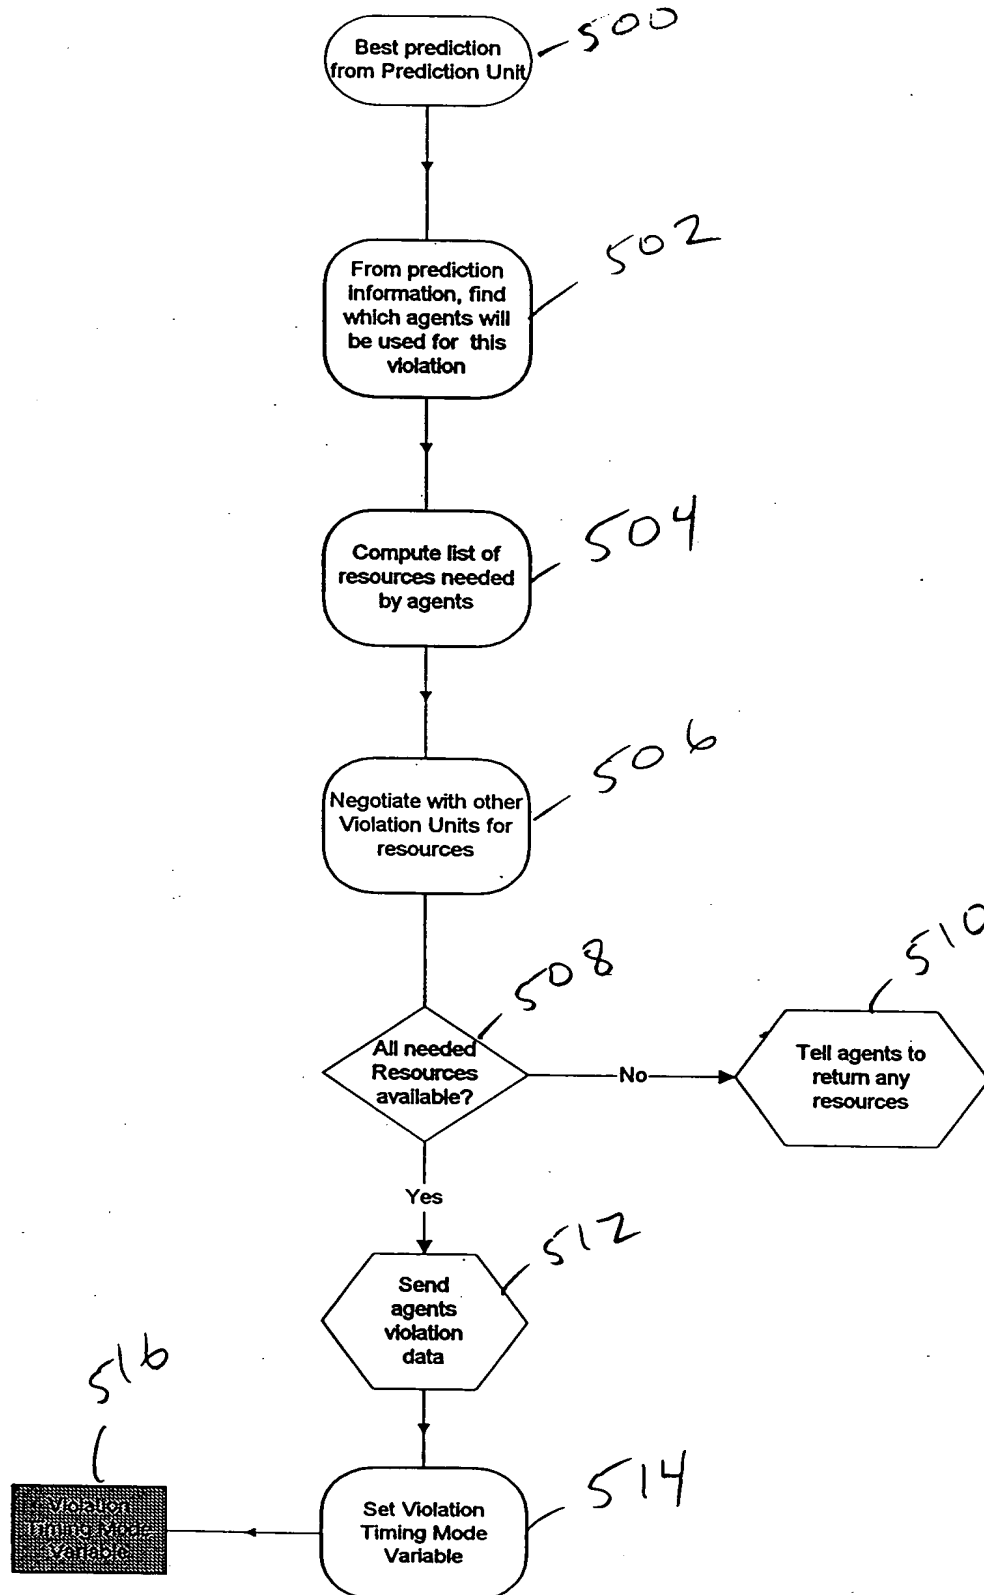 Best prediction
from Prediction Unit
500
From prediction
information, find
which agents will
be used for this
violation
502
Compute list of
resources needed
by agents
504
Negotiate with other
Violation Units for
resources
506
All needed
Resources
available?
508
No
Tell agents to
return any
resources
510
Yes
Send
agents
violation
data
512
Violation
Timing Mode
Variable
516
Set Violation
Timing Mode
Variable
514